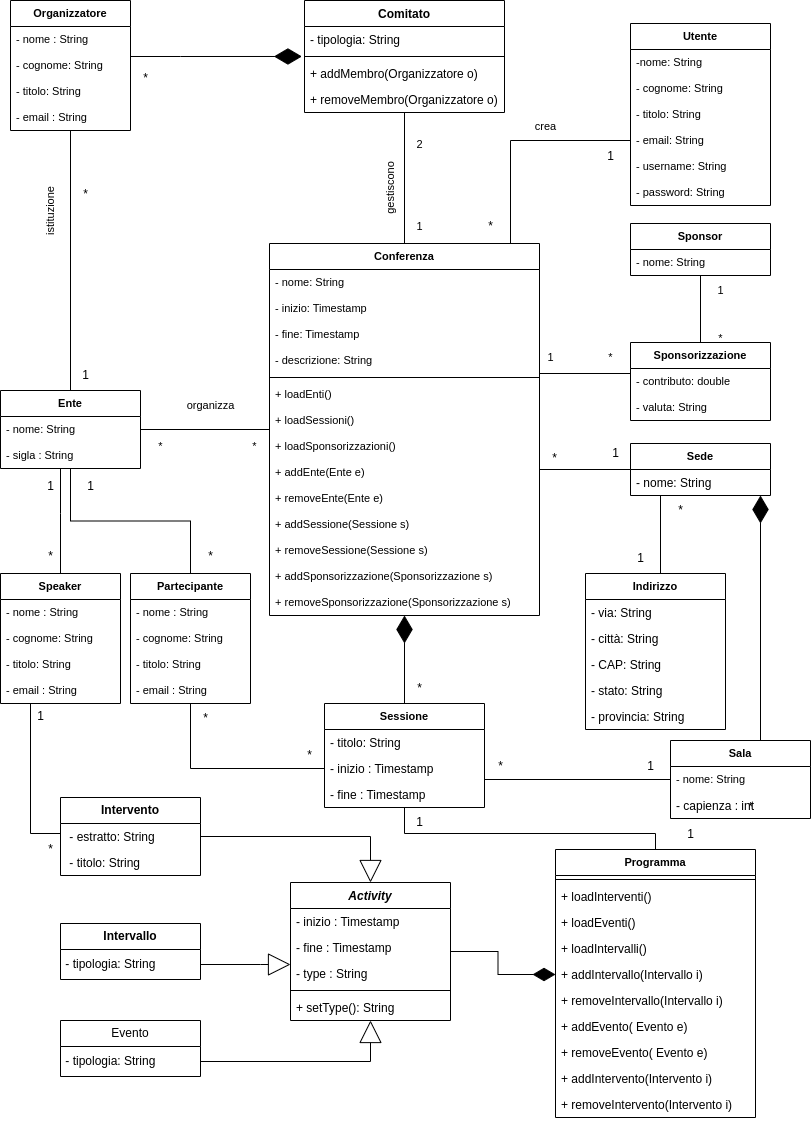 Organizzatore
- nome : String
- cognome: String
- titolo: String
- email : String
*
Comitato
- tipologia: String
+ addMembro(Organizzatore o)
+ removeMembro(Organizzatore o)
Utente
-nome: String
- cognome: String
- titolo: String
- email: String
- username: String
- password: String
crea
1
*
2
gestiscono
1
istituzione
*
1
Sponsor
- nome: String
1
*
Conferenza
- nome: String
- inizio: Timestamp
- fine: Timestamp
- descrizione: String
+ loadEnti()
+ loadSessioni()
+ loadSponsorizzazioni()
+ addEnte(Ente e)
+ removeEnte(Ente e)
+ addSessione(Sessione s)
+ removeSessione(Sessione s)
+ addSponsorizzazione(Sponsorizzazione s)
+ removeSponsorizzazione(Sponsorizzazione s)
1
*
Sponsorizzazione
- contributo: double
- valuta: String
Ente
- nome: String
- sigla : String
organizza
*
*
*
1
Sede
- nome: String
1
1
*
*
*
1
Speaker
- nome : String
- cognome: String
- titolo: String
- email : String
Partecipante
- nome : String
- cognome: String
- titolo: String
- email : String
Indirizzo
- via: String
- città: String
- CAP: String
- stato: String
- provincia: String
*
1
*
*
Sessione
- titolo: String
- inizio : Timestamp
- fine : Timestamp
*
1
Sala
- nome: String
- capienza : int
*
Intervento
- estratto: String
- titolo: String
*
1
1
Activity
- inizio : Timestamp
- fine : Timestamp
- type : String
+ setType(): String
Intervallo
- tipologia: String
Evento
- tipologia: String
Programma
+ loadInterventi()
+ loadEventi()
+ loadIntervalli()
+ addIntervallo(Intervallo i)
+ removeIntervallo(Intervallo i)
+ addEvento( Evento e)
+ removeEvento( Evento e)
+ addIntervento(Intervento i)
+ removeIntervento(Intervento i)